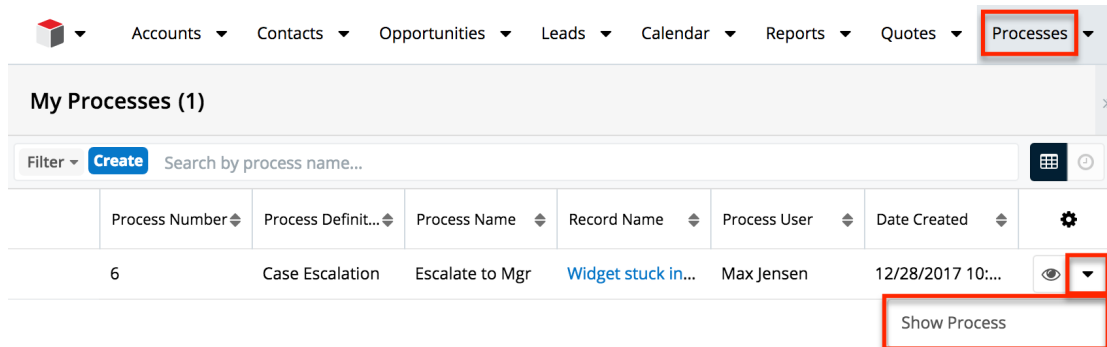 Accounts Contacts Opportunities Leads Calendar Reports Quotes Processes
My Processes (1)
Filter Create Search by process name...
Process Number Process Definit... Process Name Record Name Process User Date Created
6 Case Escalation Escalate to Mgr Widget stuck in... Max Jensen 12/28/2017 10:...
Show Process